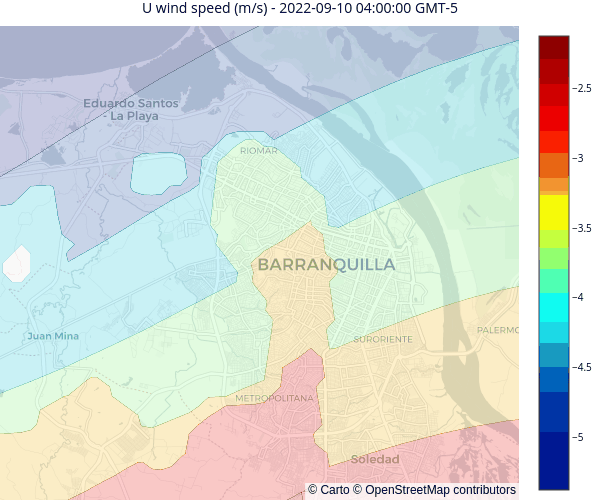 U wind speed (m/s) - 2022-09-10 04:00:00 GMT-5
Eduardo Santos
- La Playa
RIOMAR
BARRANQUILLA
Juan Mina
SURORIENTE
PALERMO
METROPOLITANA
Soledad
© Carto © OpenStreetMap contributors
−2.5
−3
−3.5
−4
−4.5
−5